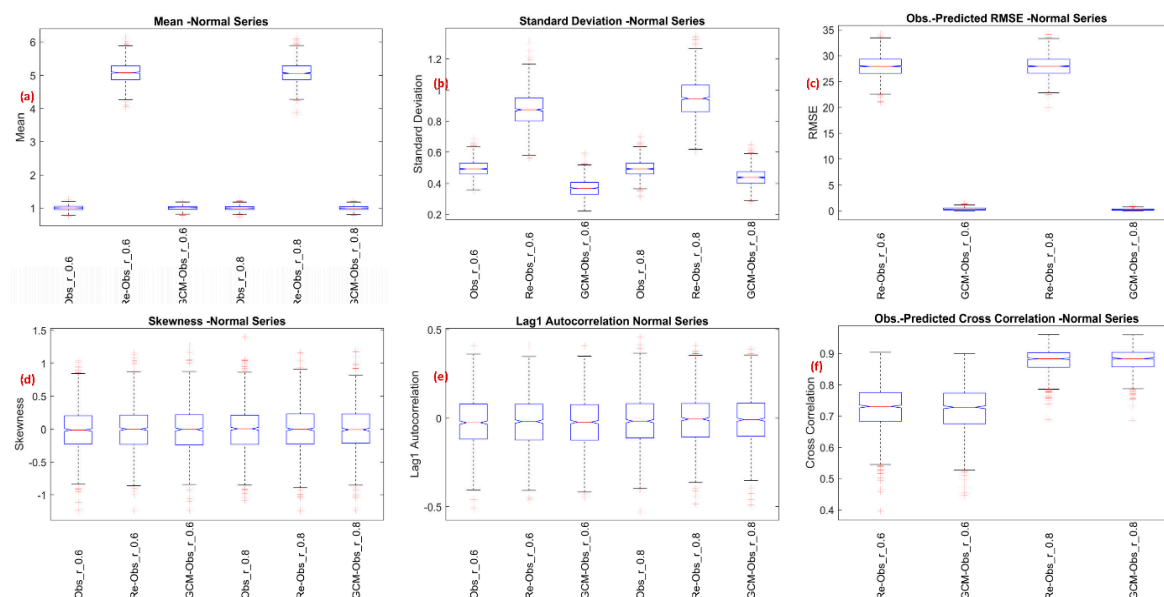 Mean -Normal Series
(a)
Mean
6
5
4
3
2
1
Obs_r_0.6
Re-Obs_r_0.6
GCM-Obs_r_0.6
Obs_r_0.8
Re-Obs_r_0.8
GCM-Obs_r_0.8
Standard Deviation -Normal Series
(b)
Standard Deviation
1.2
1
0.8
0.6
0.4
0.2
Obs_r_0.6
Re-Obs_r_0.6
GCM-Obs_r_0.6
Obs_r_0.8
Re-Obs_r_0.8
GCM-Obs_r_0.8
Obs.-Predicted RMSE -Normal Series
(c)
RMSE
35
30
25
20
15
10
5
0
Re-Obs_r_0.6
GCM-Obs_r_0.6
Re-Obs_r_0.8
GCM-Obs_r_0.8
Skewness -Normal Series
(d)
Skewness
1.5
1
0.5
0
-0.5
-1
Obs_r_0.6
Re-Obs_r_0.6
GCM-Obs_r_0.6
Obs_r_0.8
Re-Obs_r_0.8
GCM-Obs_r_0.8
Lag1 Autocorrelation Normal Series
(e)
Lag1 Autocorrelation
0.5
0
-0.5
Obs_r_0.6
Re-Obs_r_0.6
GCM-Obs_r_0.6
Obs_r_0.8
Re-Obs_r_0.8
GCM-Obs_r_0.8
Obs.-Predicted Cross Correlation -Normal Series
(f)
Cross Correlation
0.9
0.8
0.7
0.6
0.5
0.4
Re-Obs_r_0.6
GCM-Obs_r_0.6
Re-Obs_r_0.8
GCM-Obs_r_0.8